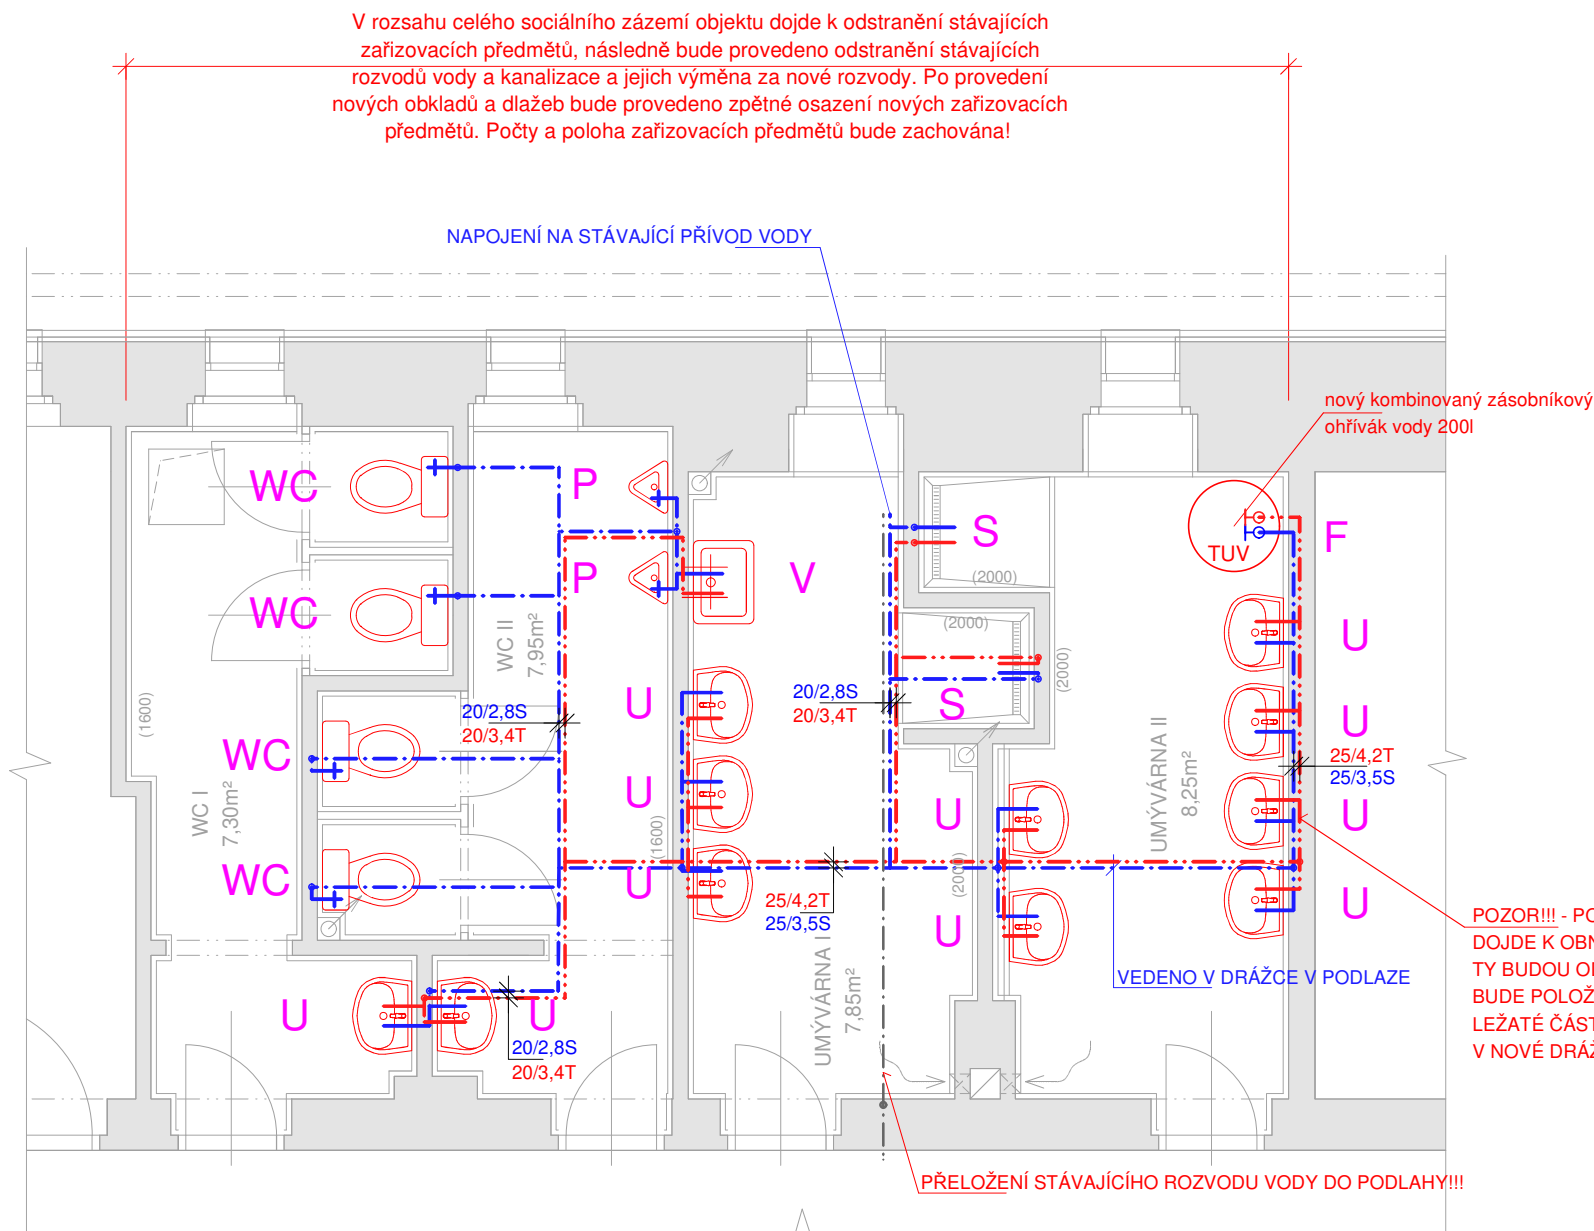 V rozsahu celého sociálního zázemí objektu dojde k odstranění stávajících
zařizovacích předmětů, následně bude provedeno odstranění stávajících
rozvodů vody a kanalizace a jejich výměna za nové rozvody. Po provedení
nových obkladů a dlažeb bude provedeno zpětné osazení nových zařizovacích
předmětů. Počty a poloha zařizovacích předmětů bude zachována!
NAPOJENÍ NA STÁVAJÍCÍ PŘÍVOD VODY
nový kombinovaný zásobníkový
ohřívák vody 200l
WC
P
S
F
TUV
WC
P
V
(2000)
(2000)
(2000)
WC II
7,95m²
U
(1600)
20/2,8S
20/3,4T
U
20/2,8S
20/3,4T
S
U
WC
U
25/4,2T
25/3,5S
WC I
7,30m²
U
(1600)
U
UMÝVÁRNA II
8,25m²
U
WC
U
(2000)
25/4,2T
25/3,5S
U
U
POZOR!!! - PO
DOJDE K OBN
TY BUDOU OD
BUDE POLOŽ
LEŽATÉ ČÁST
V NOVÉ DRÁŽ
VEDENO V DRÁŽCE V PODLAZE
UMÝVÁRNA I
7,85m²
U
U
20/2,8S
20/3,4T
PŘELOŽENÍ STÁVAJÍCÍHO ROZVODU VODY DO PODLAHY!!!